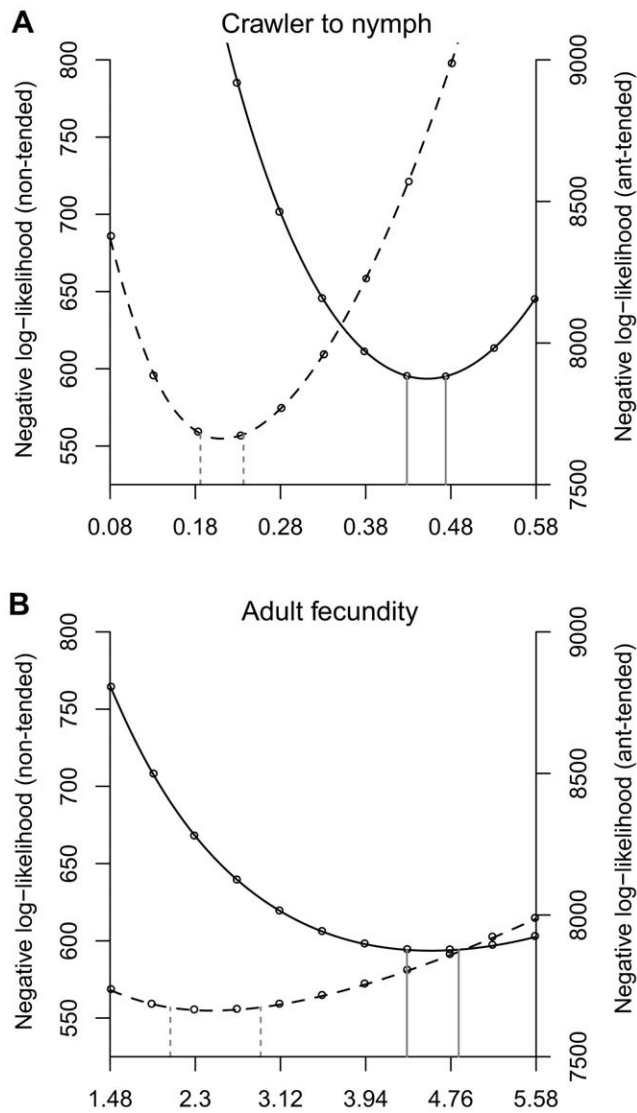 A
Crawler to nymph
Negative log-likelihood (non-tended)
800
750
700
650
600
550
9000
8500
8000
7500
Negative log-likelihood (ant-tended)
0.08 0.18 0.28 0.38 0.48 0.58
B
Adult fecundity
Negative log-likelihood (non-tended)
800
750
700
650
600
550
9000
8500
8000
7500
Negative log-likelihood (ant-tended)
1.48 2.3 3.12 3.94 4.76 5.58